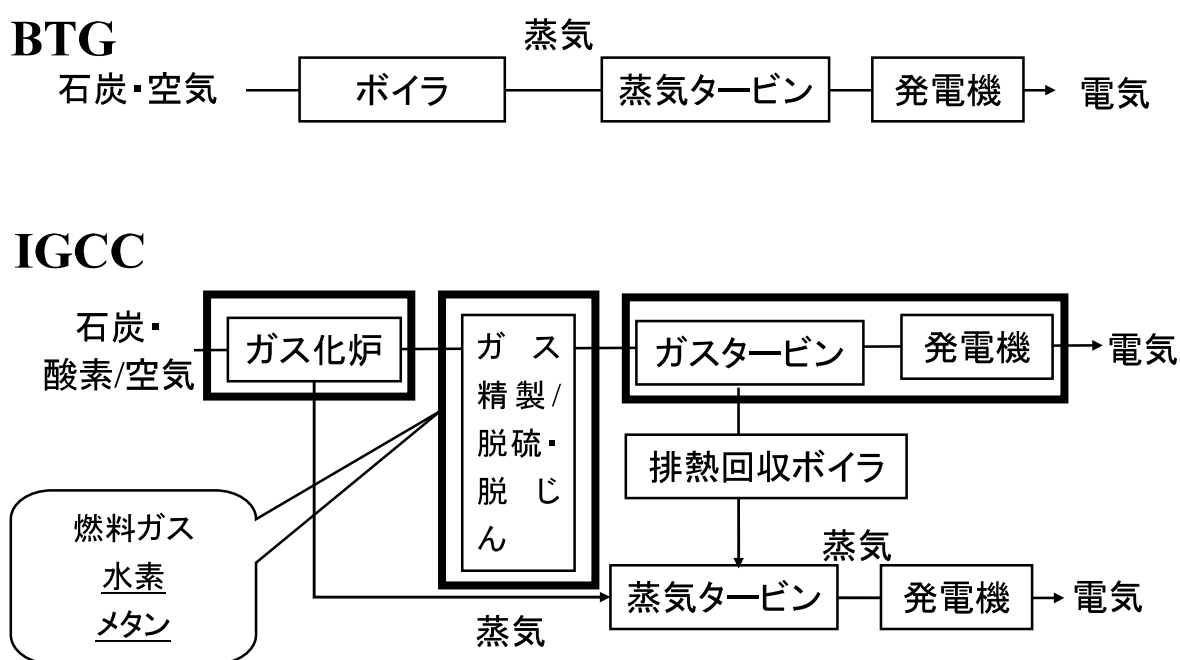 BTG
蒸気
石炭・空気
ボイラ
蒸気タービン
発電機
電気
IGCC
石炭・
酸素/空気
ガス化炉
ガス
精製/
脱硫・
脱じ
ん
ガスタービン
発電機
電気
排熱回収ボイラ
燃料ガス
水素
メタン
蒸気
蒸気タービン
蒸気
発電機
電気